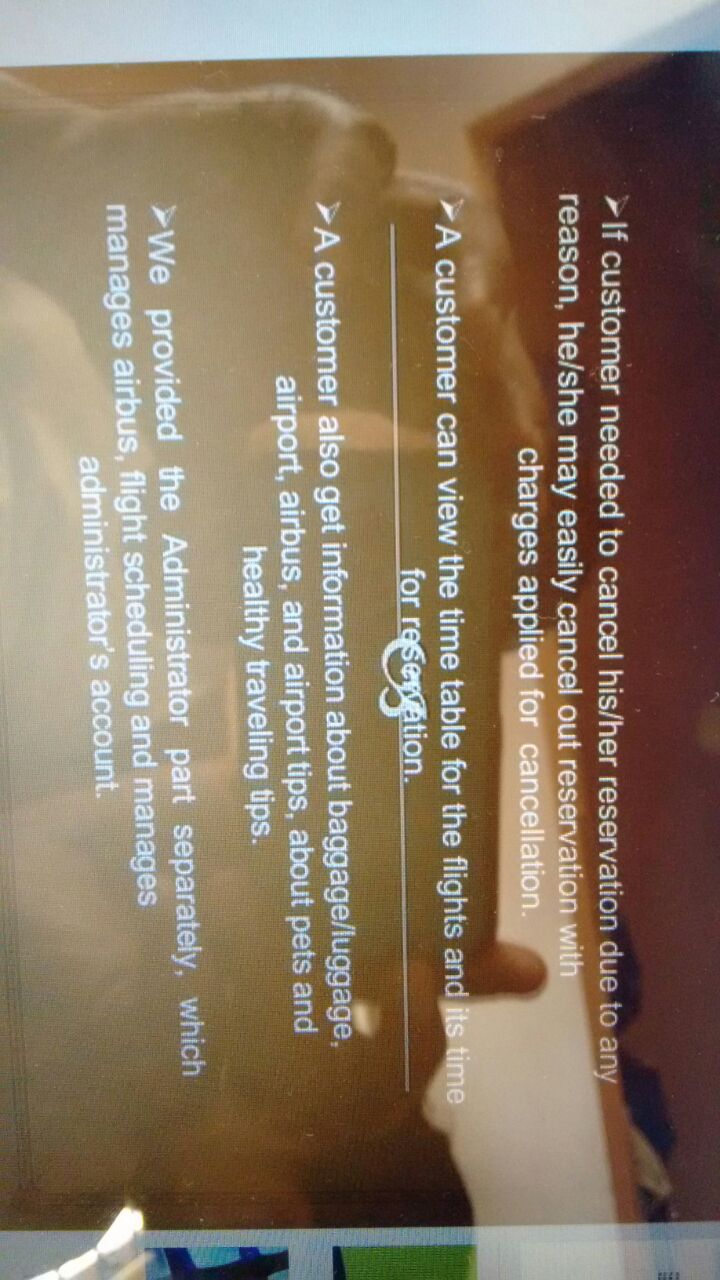 ➤If customer needed to cancel his/her reservation due to any
reason, he/she may easily cancel out reservation with
charges applied for cancellation.
➤A customer can view the time table for the flights and its time
for reservation.
➤A customer also get information about baggage/luggage,
airport, airbus, and airport tips, about pets and
healthy traveling tips.
➤We provided the Administrator part separately, which
manages airbus, flight scheduling and manages
administrator's account.